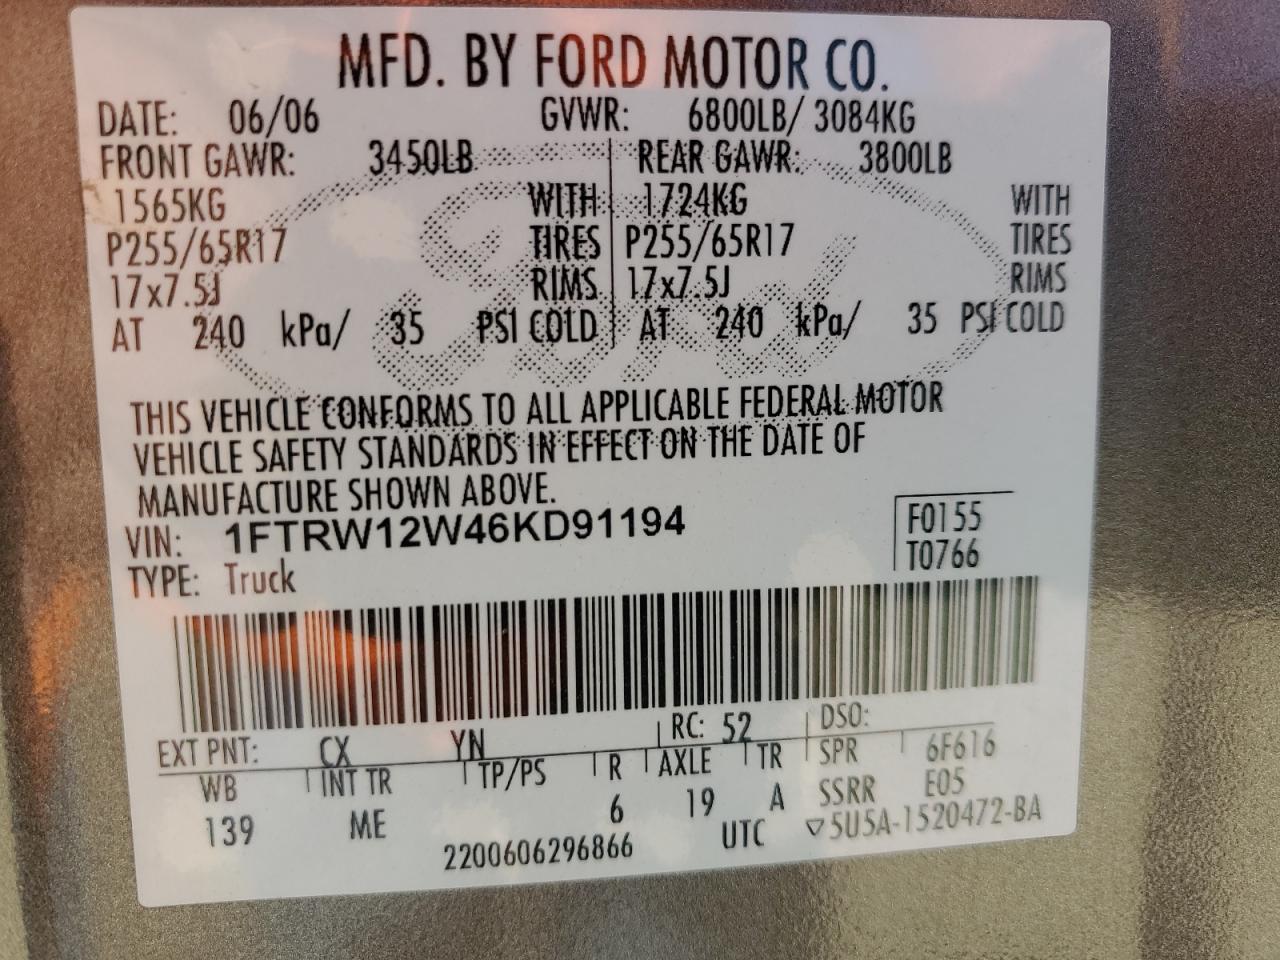 MFD. BY FORD MOTOR CO.
DATE: 06/06 GVWR: 6800LB/ 3084KG
FRONT GAWR: 3450LB REAR GAWR: 3800LB
1565KG WITH 1724KG WITH
P255/65R17 TIRES P255/65R17 TIRES
17x7.5J RIMS 17x7.5J RIMS
AT 240 kPa/ 35 PSI COLD AT 240 kPa/ 35 PSI COLD
THIS VEHICLE CONFORMS TO ALL APPLICABLE FEDERAL MOTOR
VEHICLE SAFETY STANDARDS IN EFFECT ON THE DATE OF
MANUFACTURE SHOWN ABOVE.
VIN: 1FTRW12W46KD91194 F0155
TYPE: Truck T0766
EXT PNT: CX YN RC: 52 DSO:
WB INT TR TP/PS R AXLE TR SPR 6F616
139 ME 6 19 A SSRR E05
2200606296866 UTC ▽5U5A-1520472-BA
Ford